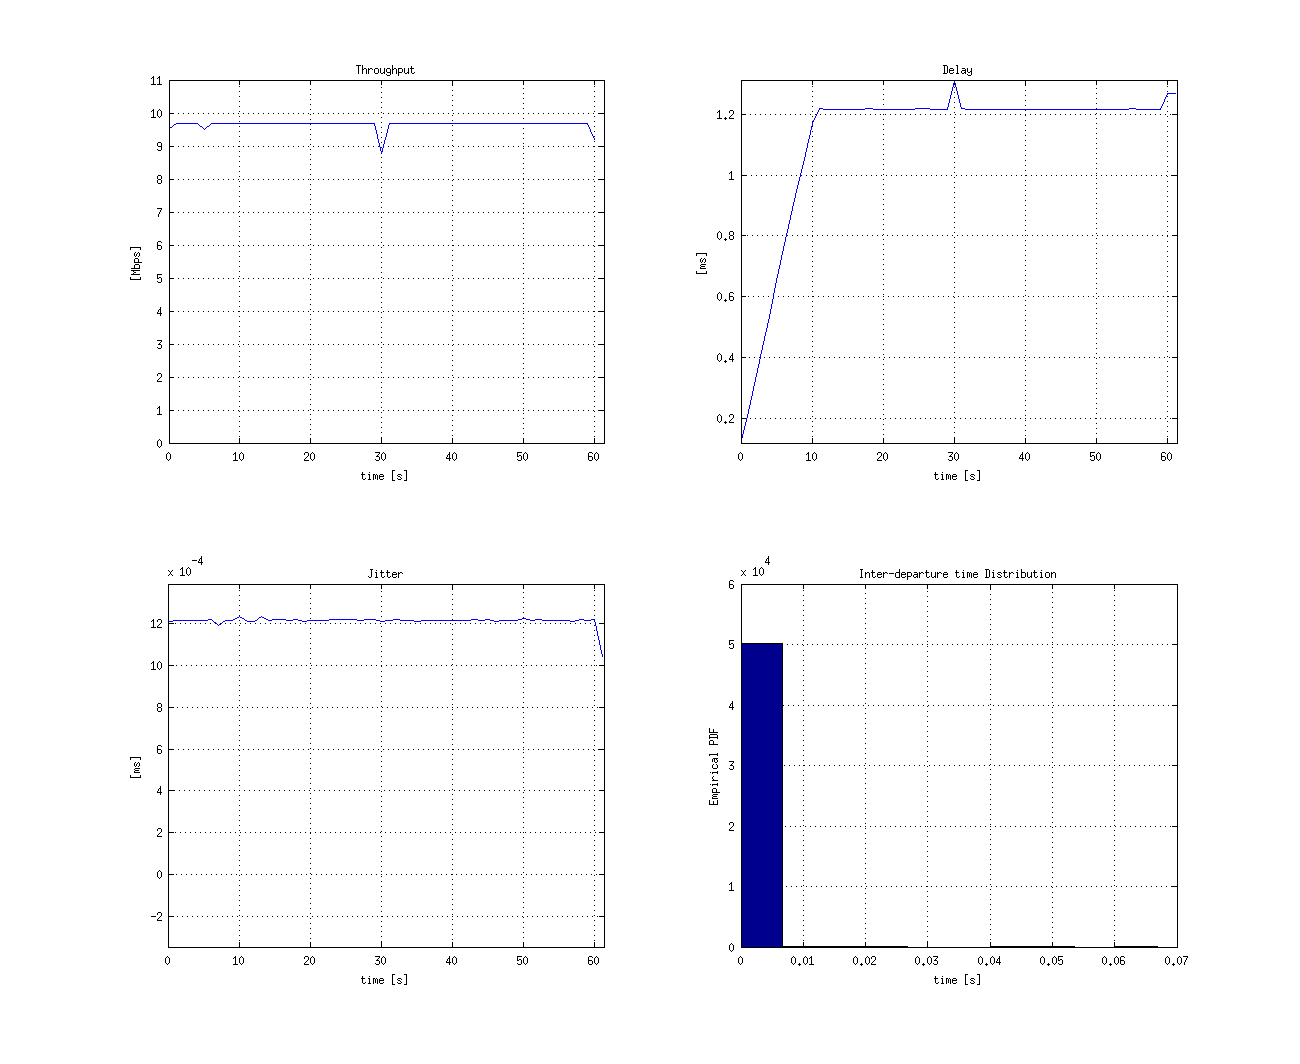 Throughput
11
10
9
8
7
6
5
4
3
2
1
0
[Mbps]
0 10 20 30 40 50 60
time [s]
Delay
1.2
1
0.8
0.6
0.4
0.2
[ms]
0 10 20 30 40 50 60
time [s]
x 10^-4
Jitter
12
10
8
6
4
2
0
-2
[ms]
0 10 20 30 40 50 60
time [s]
x 10^4
Inter-departure time Distribution
6
5
4
3
2
1
0
Empirical PDF
0 0.01 0.02 0.03 0.04 0.05 0.06 0.07
time [s]